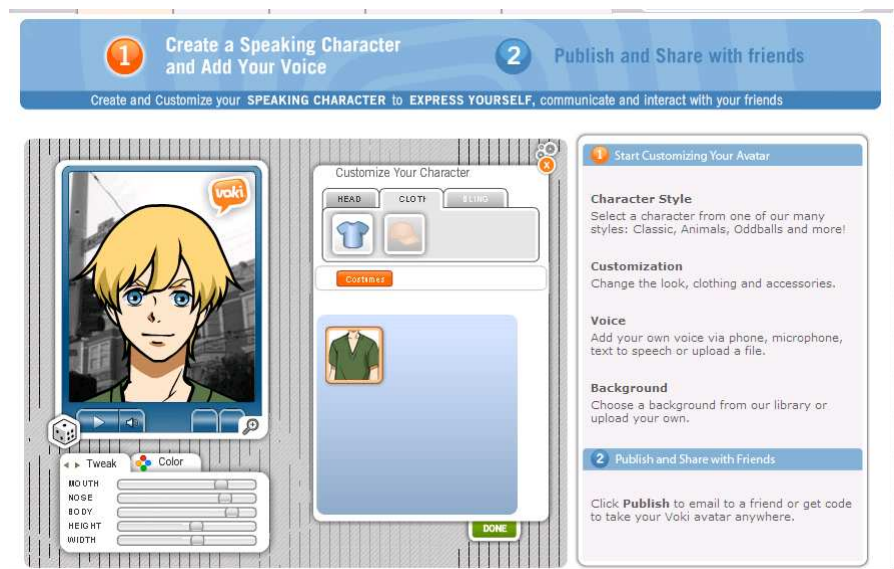 1
Create a Speaking Character
and Add Your Voice
2
Publish and Share with friends
Create and Customize your SPEAKING CHARACTER to EXPRESS YOURSELF, communicate and interact with your friends
voki
Tweak
Color
MOUTH
NOSE
BODY
HEIGHT
WIDTH
Customize Your Character
X
HEAD
CLOTH
BLING
Costumes
DONE
1
Start Customizing Your Avatar
Character Style
Select a character from one of our many
styles: Classic, Animals, Oddballs and more!
Customization
Change the look, clothing and accessories.
Voice
Add your own voice via phone, microphone,
text to speech or upload a file.
Background
Choose a background from our library or
upload your own.
2
Publish and Share with Friends
Click Publish to email to a friend or get code
to take your Voki avatar anywhere.